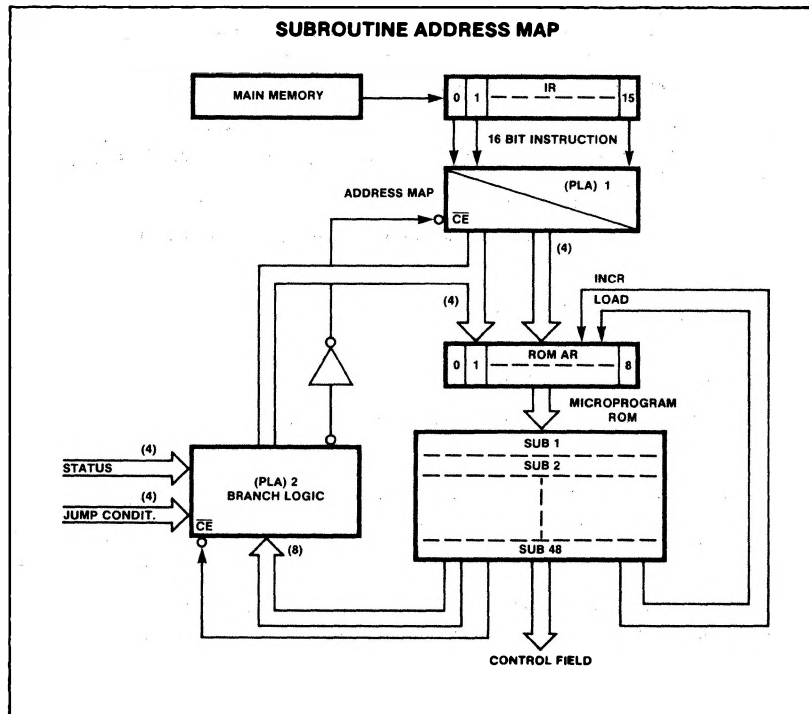 SUBROUTINE ADDRESS MAP
MAIN MEMORY
IR
0 1 15
16 BIT INSTRUCTION
(PLA) 1
ADDRESS MAP
CE
(4)
INCR
(4)
LOAD
ROM AR
0 1 8
MICROPROGRAM
ROM
SUB 1
SUB 2
(4)
STATUS
(PLA) 2
BRANCH LOGIC
(4)
JUMP CONDIT.
CE
(8)
SUB 48
CONTROL FIELD